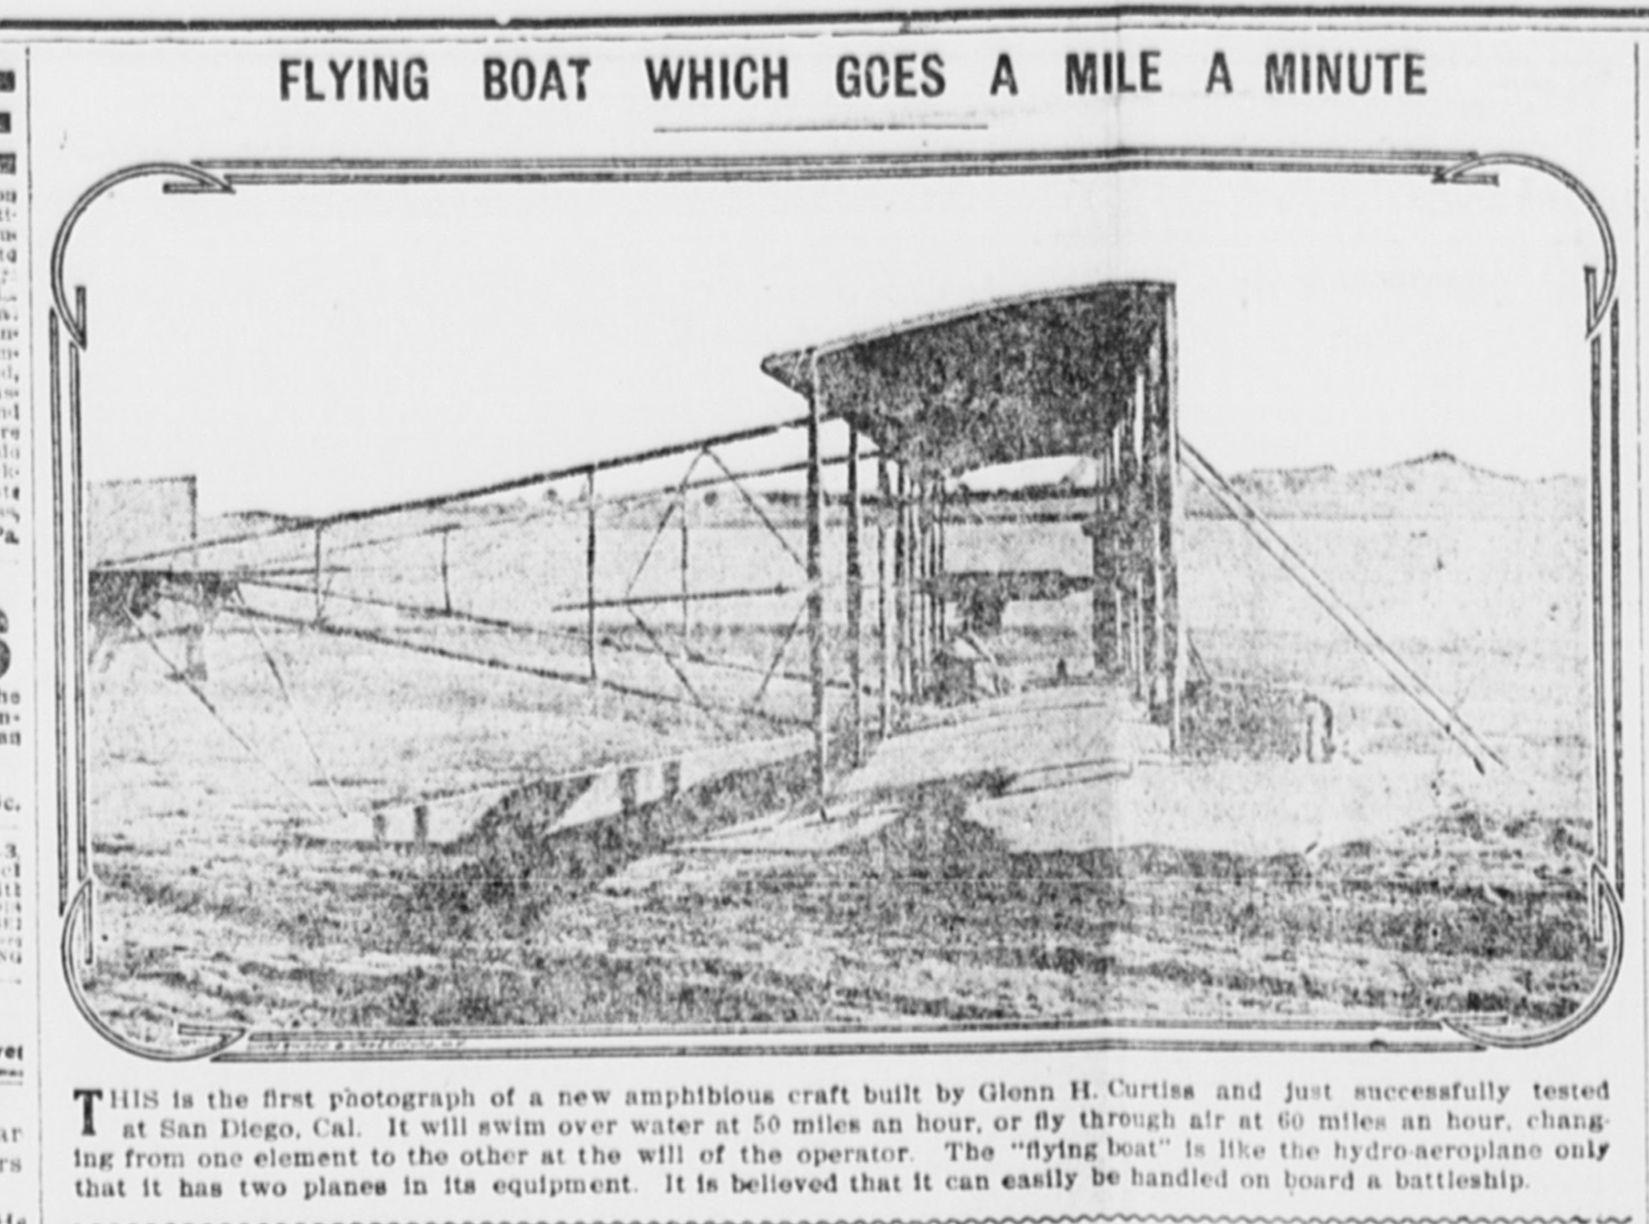 FLYING BOAT WHICH GOES A MILE A MINUTE
THIS is the first photograph of a new amphibious craft built by Glenn H. Curtiss and just successfully tested
at San Diego, Cal. It will swim over water at 50 miles an hour, or fly through air at 60 miles an hour, chang-
ing from one element to the other at the will of the operator. The "flying boat" is like the hydro-aeroplane only
that it has two planes in its equipment. It is believed that it can easily be handled on board a battleship.